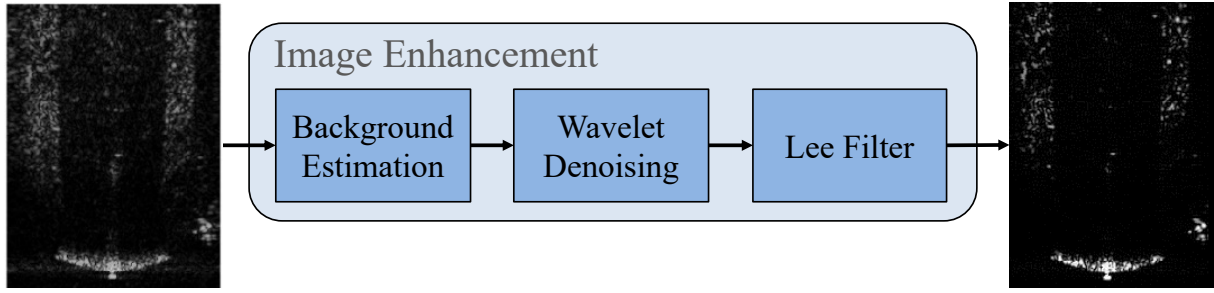 Image Enhancement
Background
Estimation
Wavelet
Denoising
Lee Filter